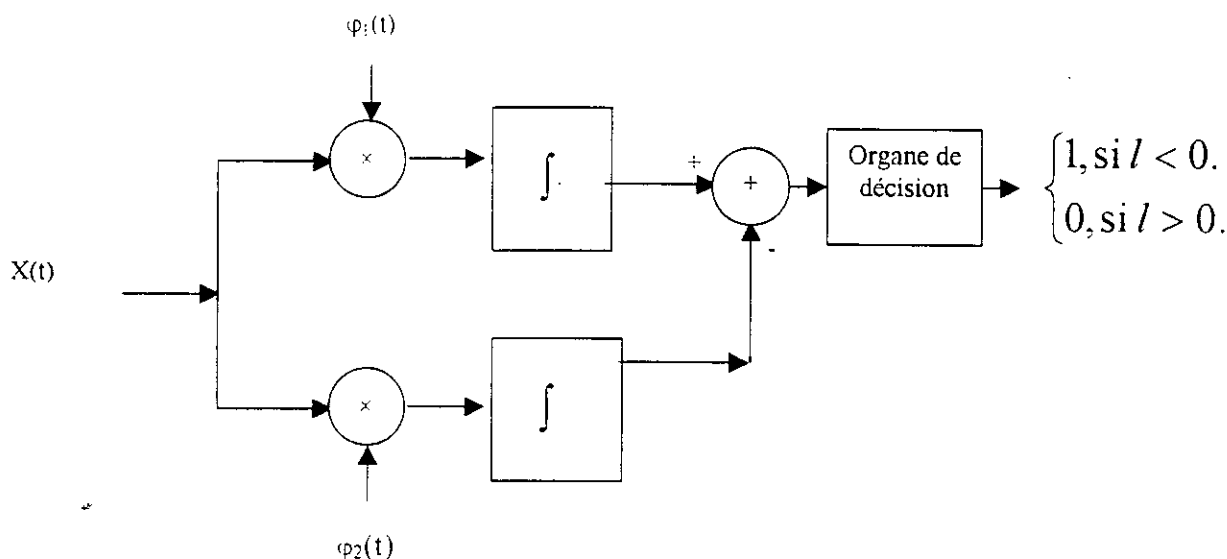 φ₁(t)
×
∫
+
+
Organe de
décision
{1, si l < 0.
0, si l > 0.
X(t)
-
×
∫
φ₂(t)